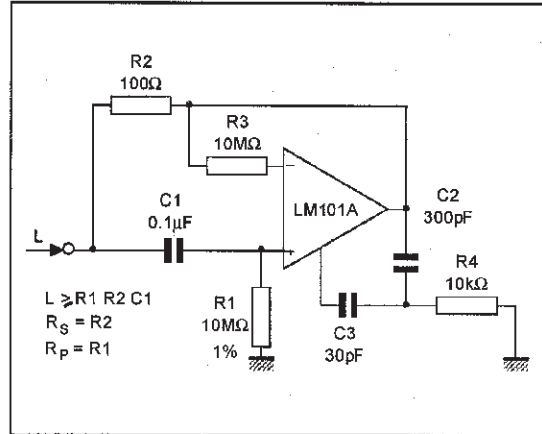 R2
100Ω
R3
10MΩ
LM101A
C2
300pF
C1
0.1µF
L
R4
10kΩ
L ⩾ R1 R2 C1
R1
R_S = R2
10MΩ
R_P = R1
1%
C3
30pF